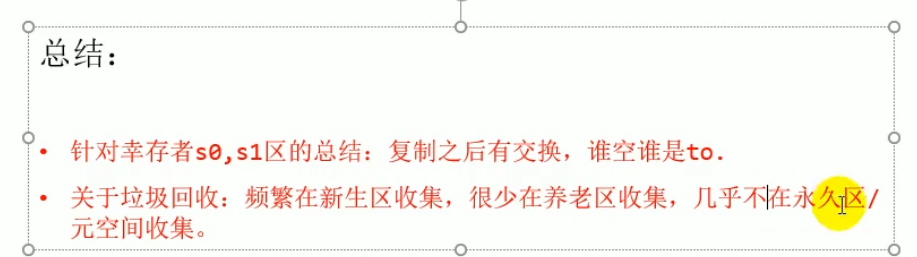 总结：
• 针对幸存者s0,s1区的总结：复制之后有交换，谁空谁是to.
• 关于垃圾回收：频繁在新生区收集，很少在养老区收集，几乎不在永久区/
元空间收集。